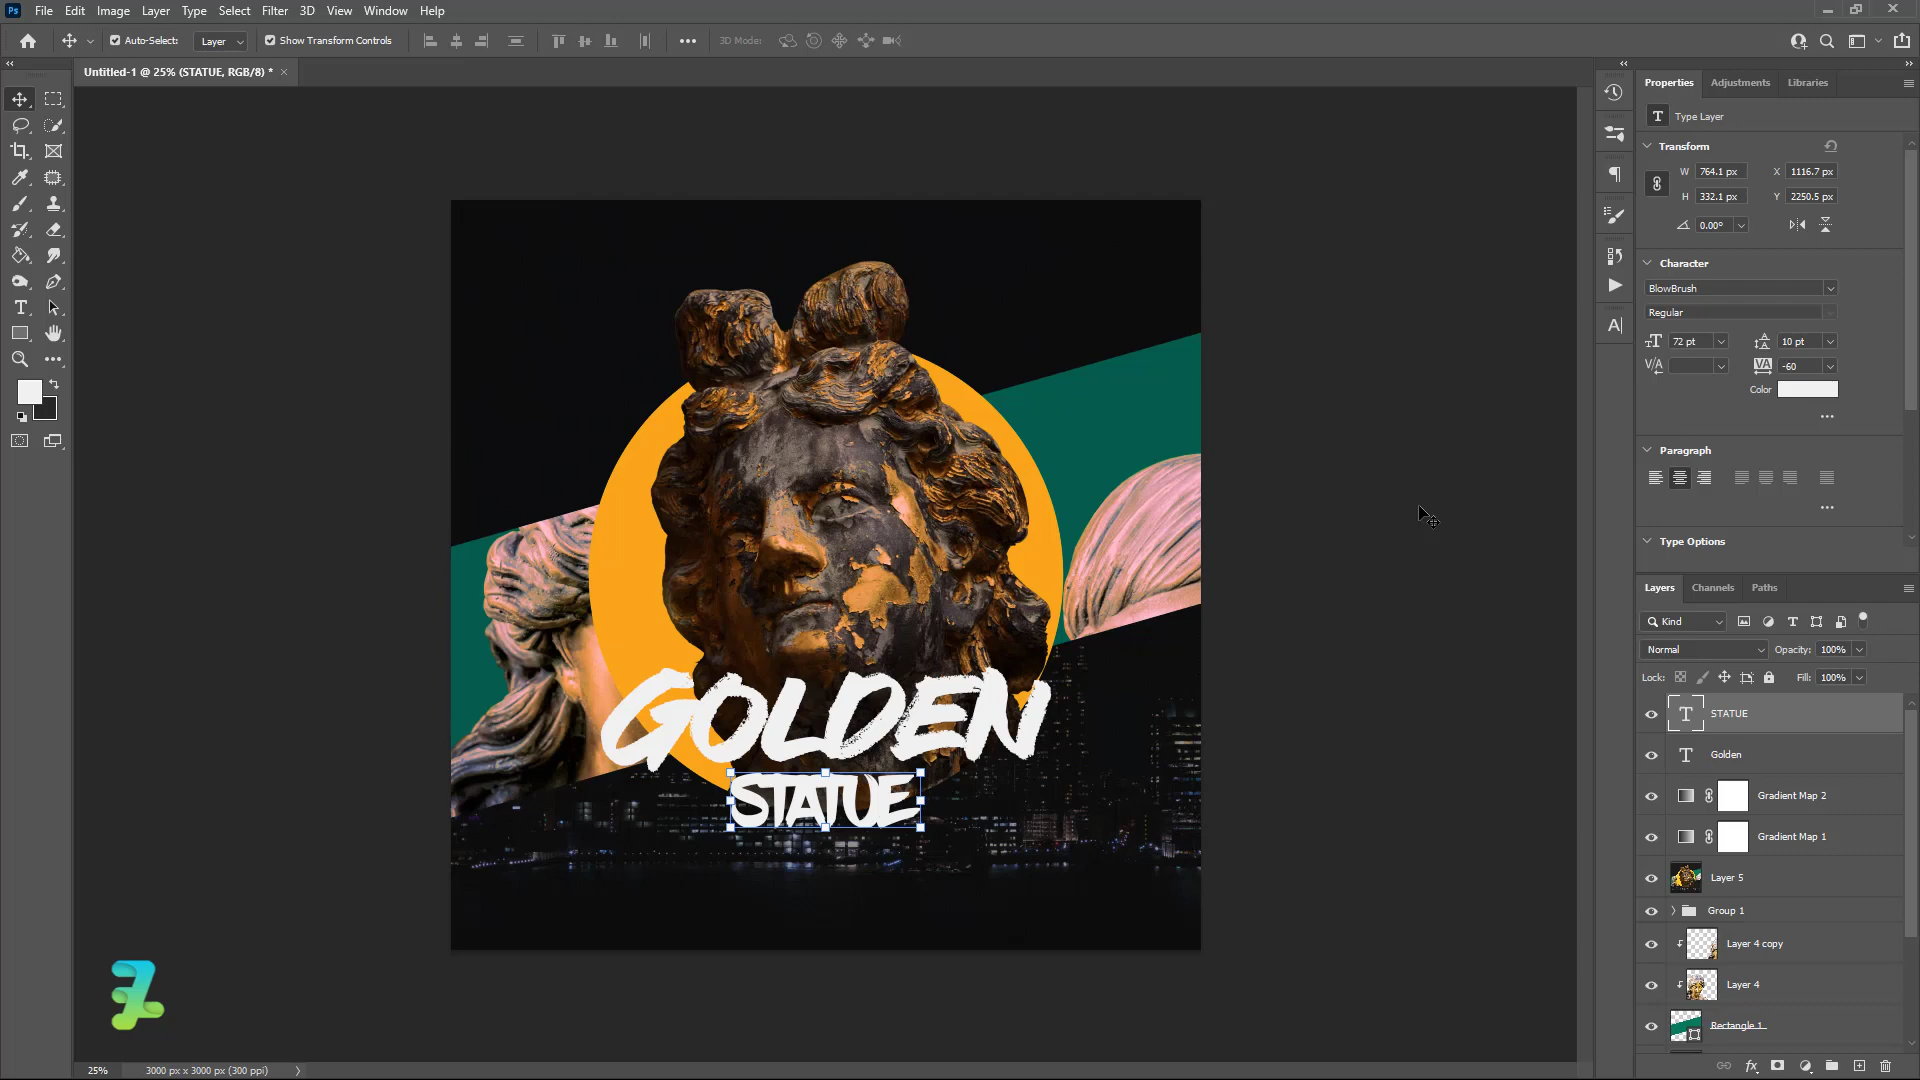 Ps File Edit Image Layer Type Select Filter 3D View Window Help
Auto-Select: Layer Show Transform Controls 3D Mode:
Untitled-1 @ 25% (STATUE, RGB/8) *
Properties Adjustments Libraries
T Type Layer
Transform
W 764.1 px X 1116.7 px
H 332.1 px Y 2250.5 px
0.00°
Character
BlowBrush
Regular
72 pt 10 pt
-60
Color
Paragraph
Type Options
GOLDEN
STATUE
Layers Channels Paths
Kind
Normal Opacity: 100%
Lock: Fill: 100%
STATUE
Golden
Gradient Map 2
Gradient Map 1
Layer 5
Group 1
Layer 4 copy
Layer 4
Rectangle 1
25% 3000 px x 3000 px (300 ppi)